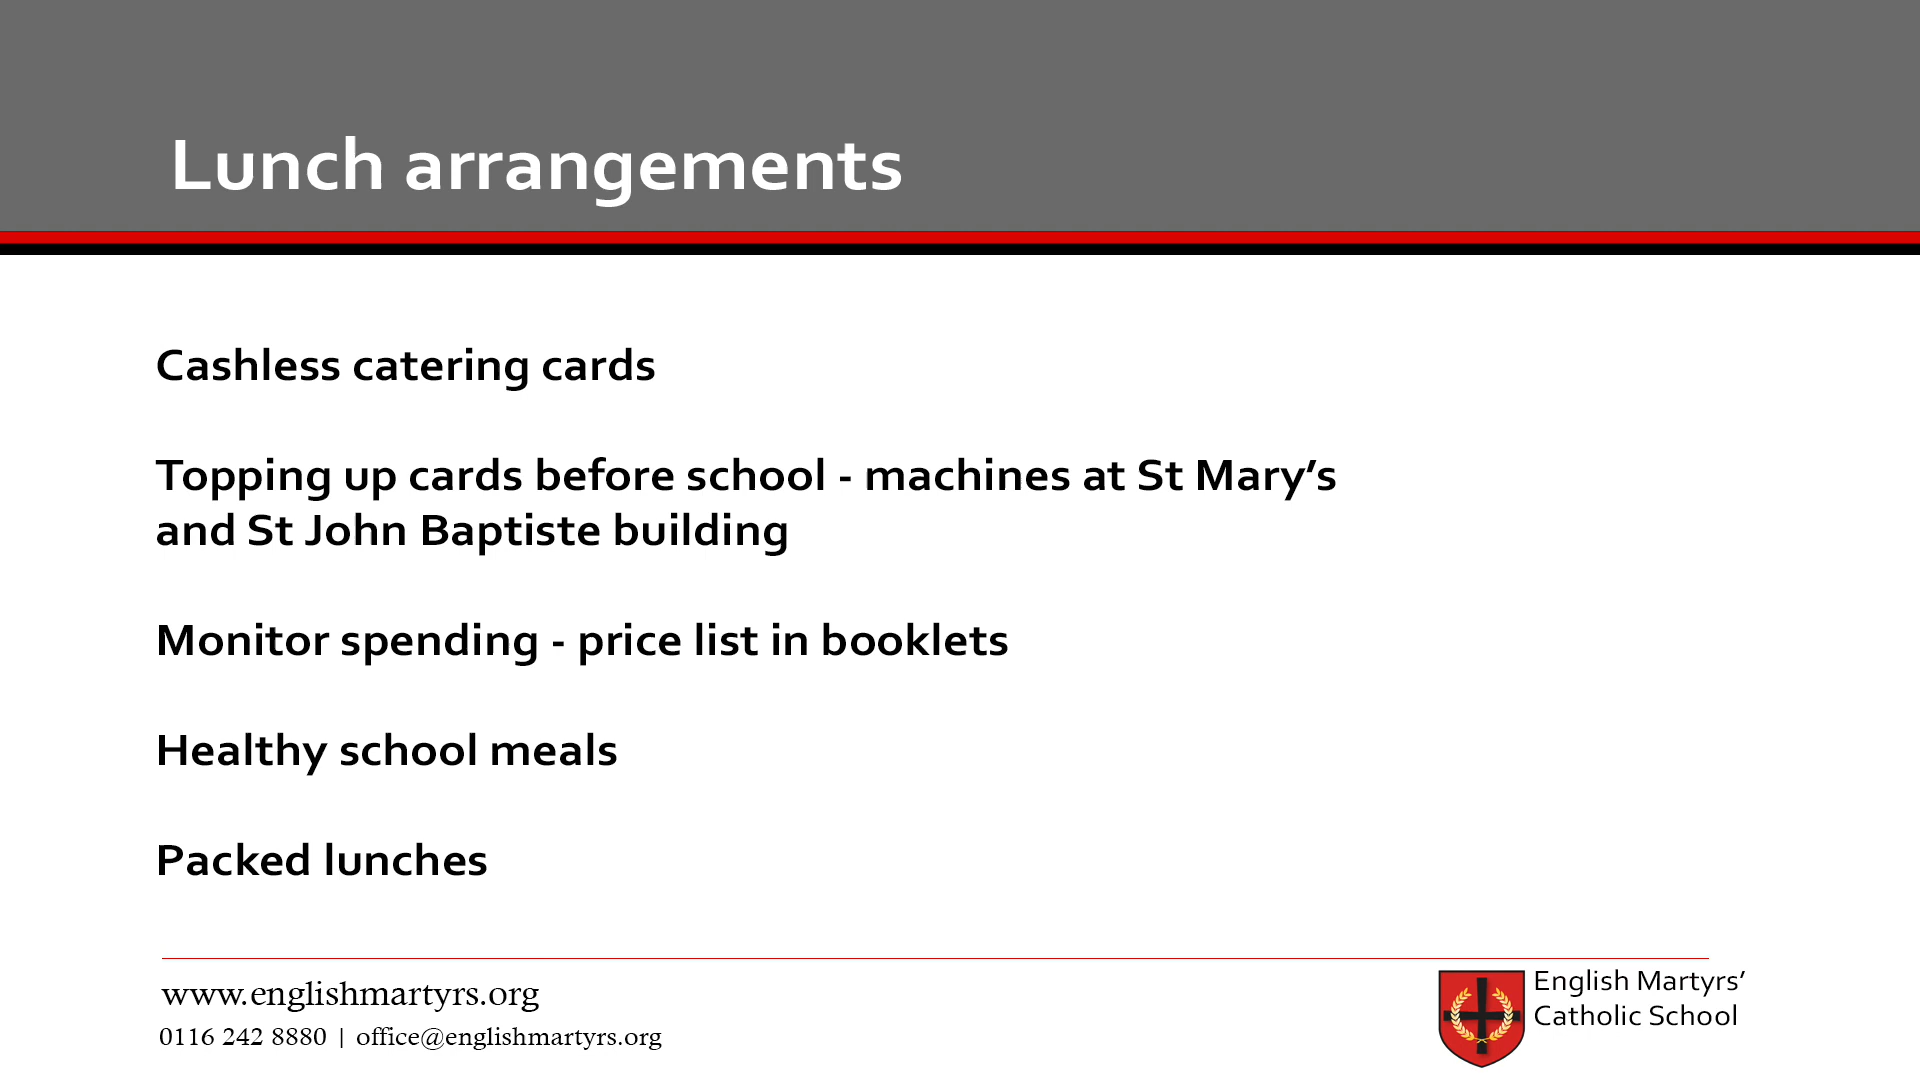 Lunch arrangements
Cashless catering cards
Topping up cards before school - machines at St Mary’s
and St John Baptiste building
Monitor spending - price list in booklets
Healthy school meals
Packed lunches
www.englishmartyrs.org
0116 242 8880 | office@englishmartyrs.org
English Martyrs’
Catholic School